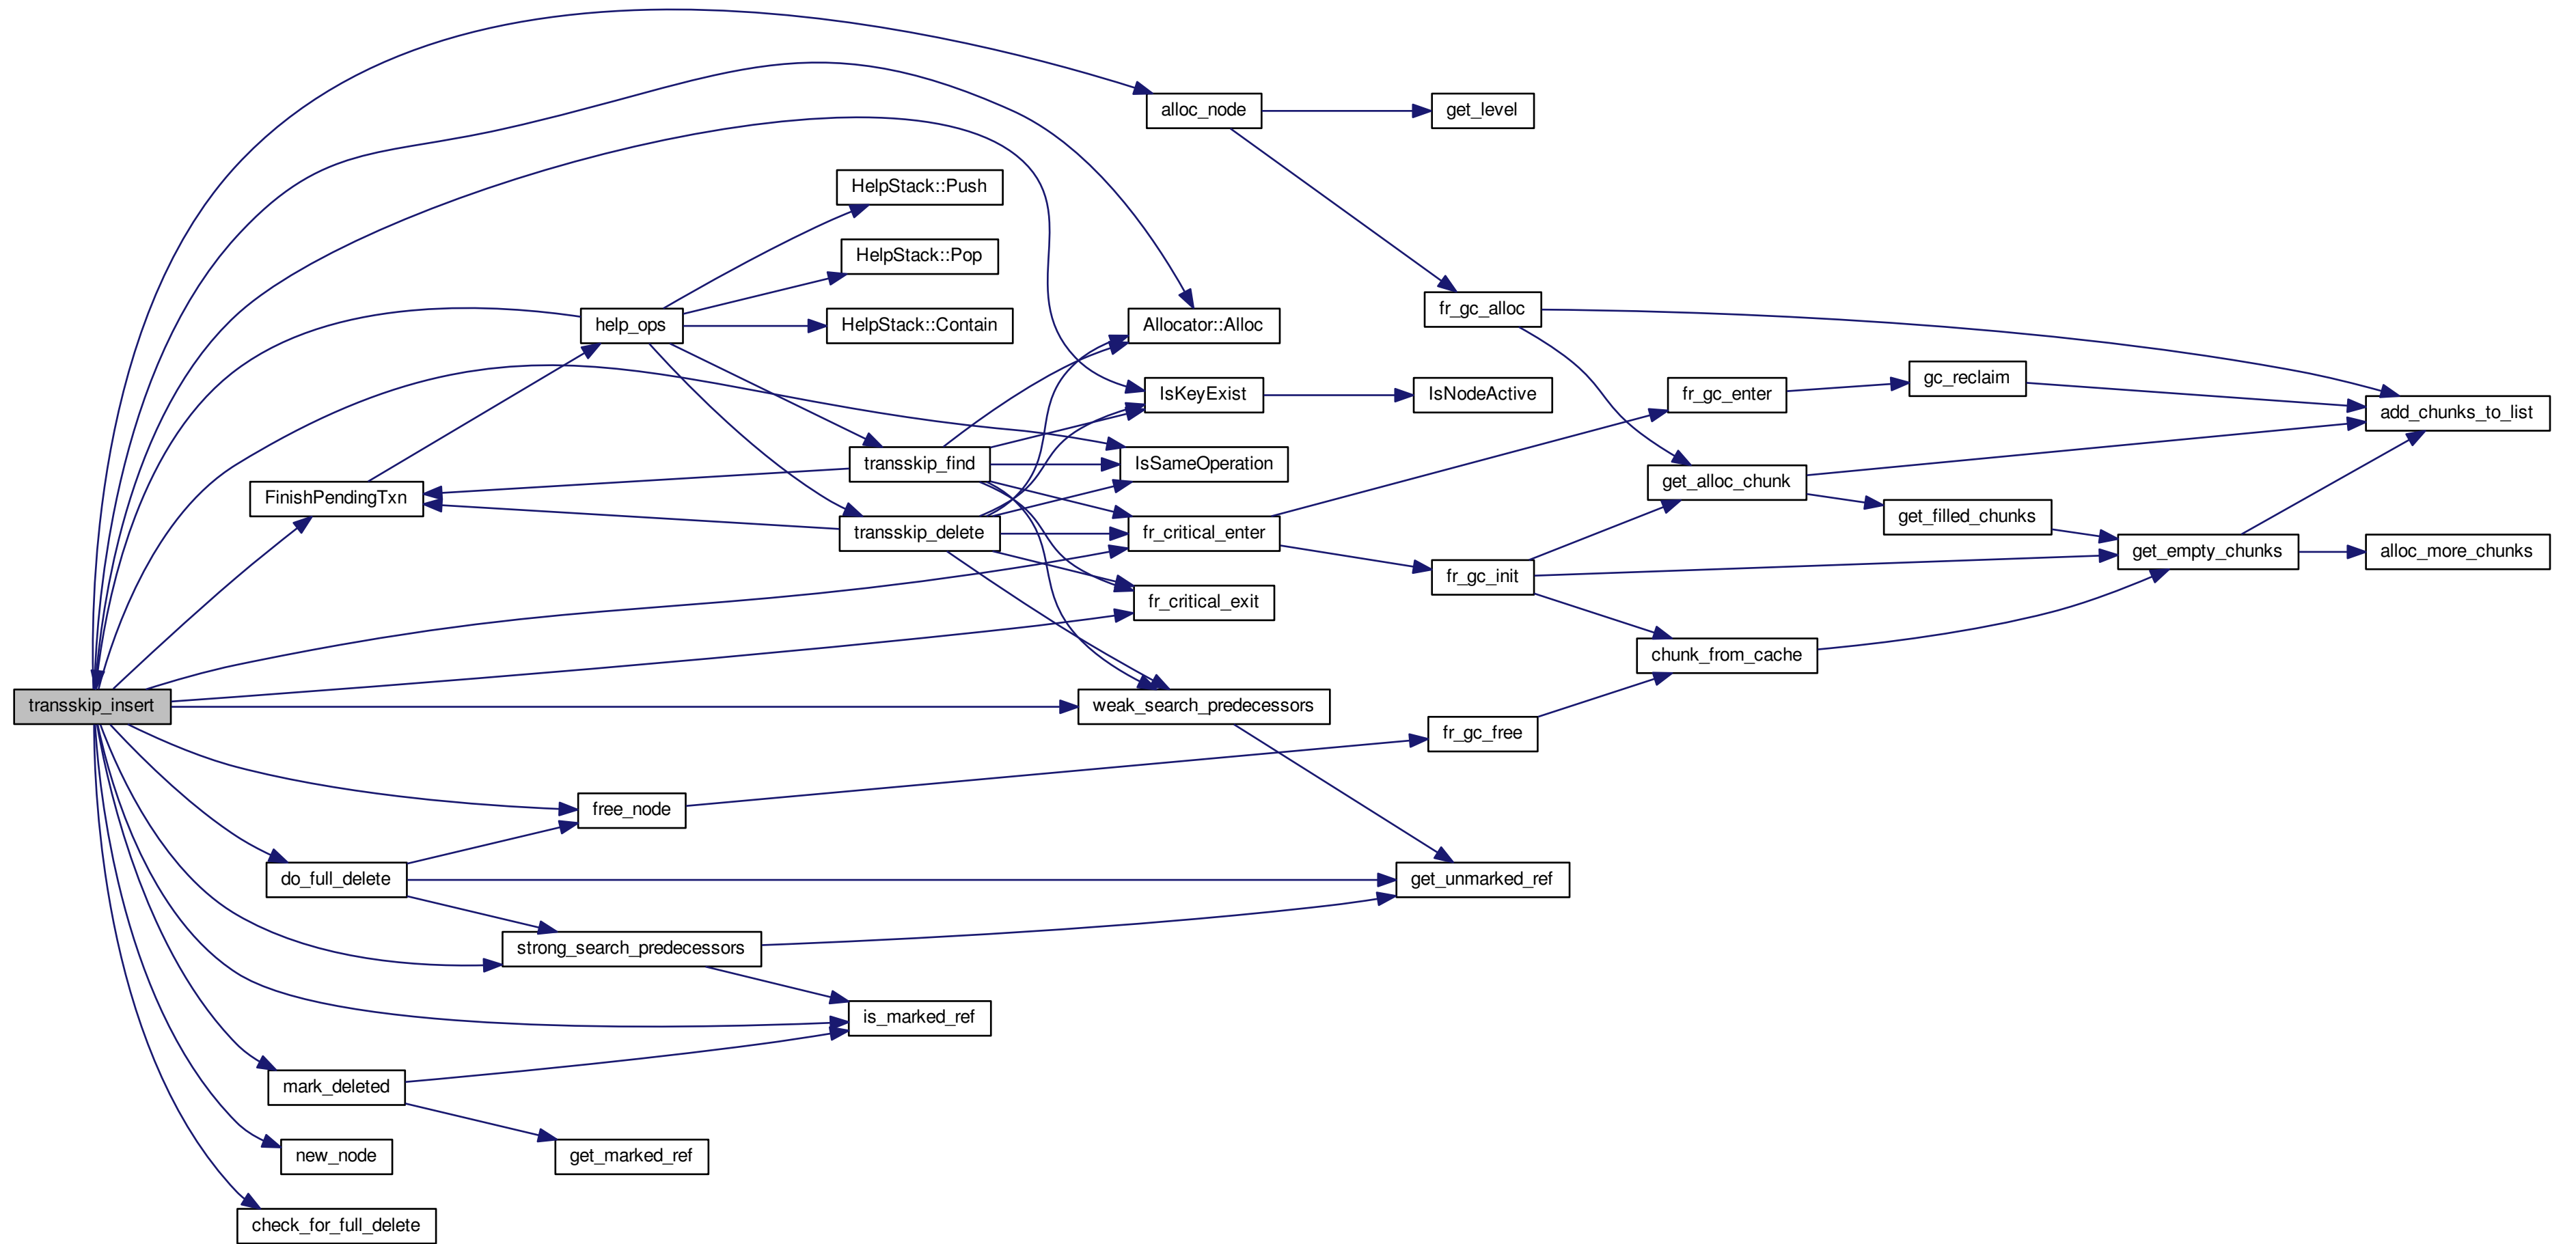 alloc_node
get_level
HelpStack::Push
HelpStack::Pop
fr_gc_alloc
help_ops
HelpStack::Contain
Allocator::Alloc
gc_reclaim
IsKeyExist
IsNodeActive
fr_gc_enter
add_chunks_to_list
transskip_find
IsSameOperation
get_alloc_chunk
FinishPendingTxn
get_filled_chunks
transskip_delete
fr_critical_enter
get_empty_chunks
alloc_more_chunks
fr_gc_init
fr_critical_exit
chunk_from_cache
transskip_insert
weak_search_predecessors
fr_gc_free
free_node
do_full_delete
get_unmarked_ref
strong_search_predecessors
is_marked_ref
mark_deleted
new_node
get_marked_ref
check_for_full_delete